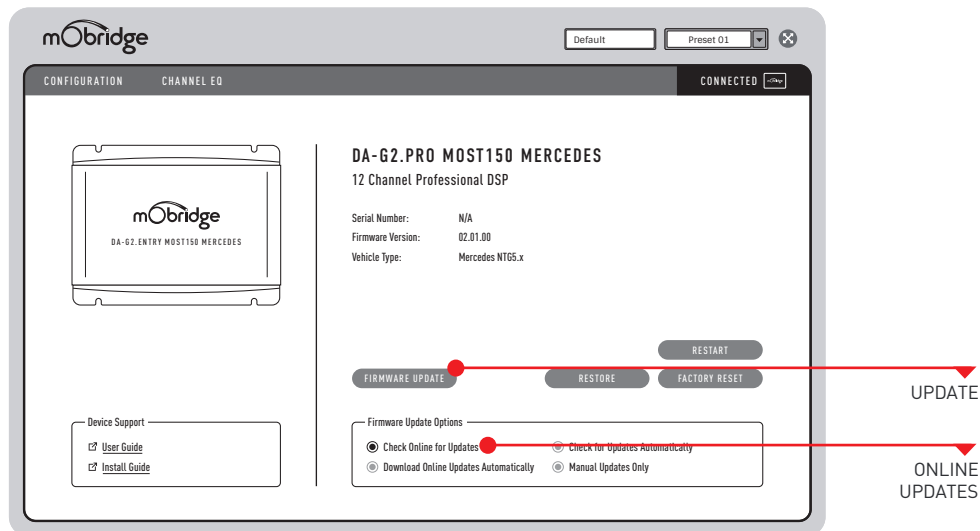 mObridge
Default
Preset 01
CONFIGURATION
CHANNEL EQ
CONNECTED
mObridge
DA-G2.ENTRY MOST150 MERCEDES
DA-G2.PRO MOST150 MERCEDES
12 Channel Professional DSP
Serial Number: N/A
Firmware Version: 02.01.00
Vehicle Type: Mercedes NTG5.x
RESTART
FIRMWARE UPDATE
RESTORE
FACTORY RESET
UPDATE
Device Support
User Guide
Install Guide
Firmware Update Options
Check Online for Updates
Check for Updates Automatically
Download Online Updates Automatically
Manual Updates Only
ONLINE
UPDATES